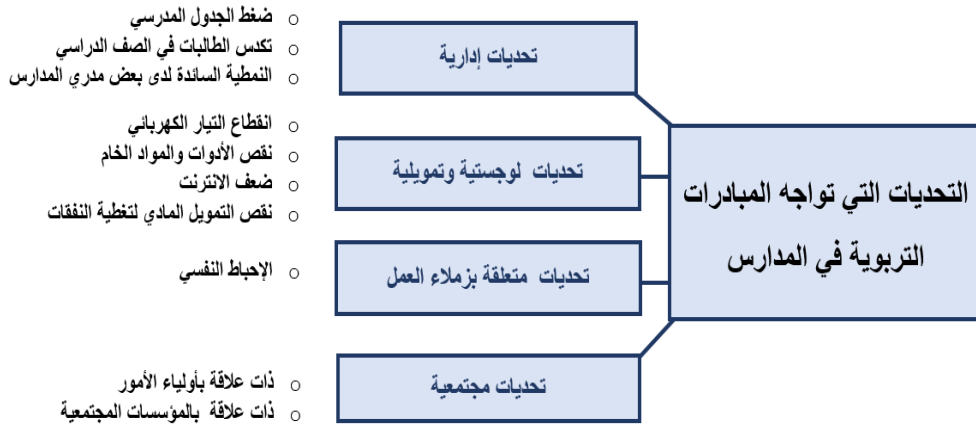 التحديات التي تواجه المبادرات
التربوية في المدارس
تحديات إدارية
ضغط الجدول المدرسي
تكدس الطالبات في الصف الدراسي
النمطية السائدة لدى بعض مدري المدارس
تحديات لوجستية وتمويلية
انقطاع التيار الكهربائي
نقص الأدوات والمواد الخام
ضعف الانترنت
نقص التمويل المادي لتغطية النفقات
تحديات متعلقة بزملاء العمل
الإحباط النفسي
تحديات مجتمعية
ذات علاقة بأولياء الأمور
ذات علاقة بالمؤسسات المجتمعية